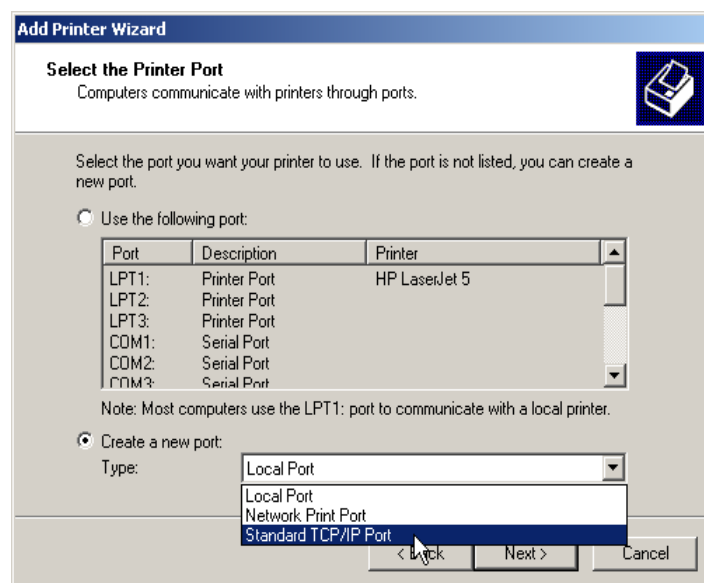 Add Printer Wizard
Select the Printer Port
Computers communicate with printers through ports.
Select the port you want your printer to use. If the port is not listed, you can create a
new port.
Use the following port:
Port Description Printer
LPT1: Printer Port HP LaserJet 5
LPT2: Printer Port
LPT3: Printer Port
COM1: Serial Port
COM2: Serial Port
COM3: Serial Port
Note: Most computers use the LPT1: port to communicate with a local printer.
Create a new port:
Type: Local Port
Local Port
Network Print Port
Standard TCP/IP Port
< Back Next > Cancel